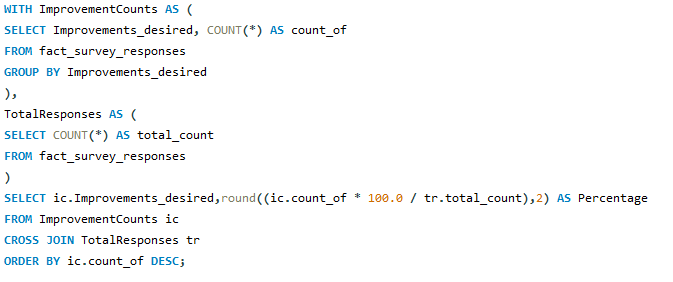 WITH ImprovementCounts AS (
SELECT Improvements_desired, COUNT(*) AS count_of
FROM fact_survey_responses
GROUP BY Improvements_desired
),
TotalResponses AS (
SELECT COUNT(*) AS total_count
FROM fact_survey_responses
)
SELECT ic.Improvements_desired,round((ic.count_of * 100.0 / tr.total_count),2) AS Percentage
FROM ImprovementCounts ic
CROSS JOIN TotalResponses tr
ORDER BY ic.count_of DESC;